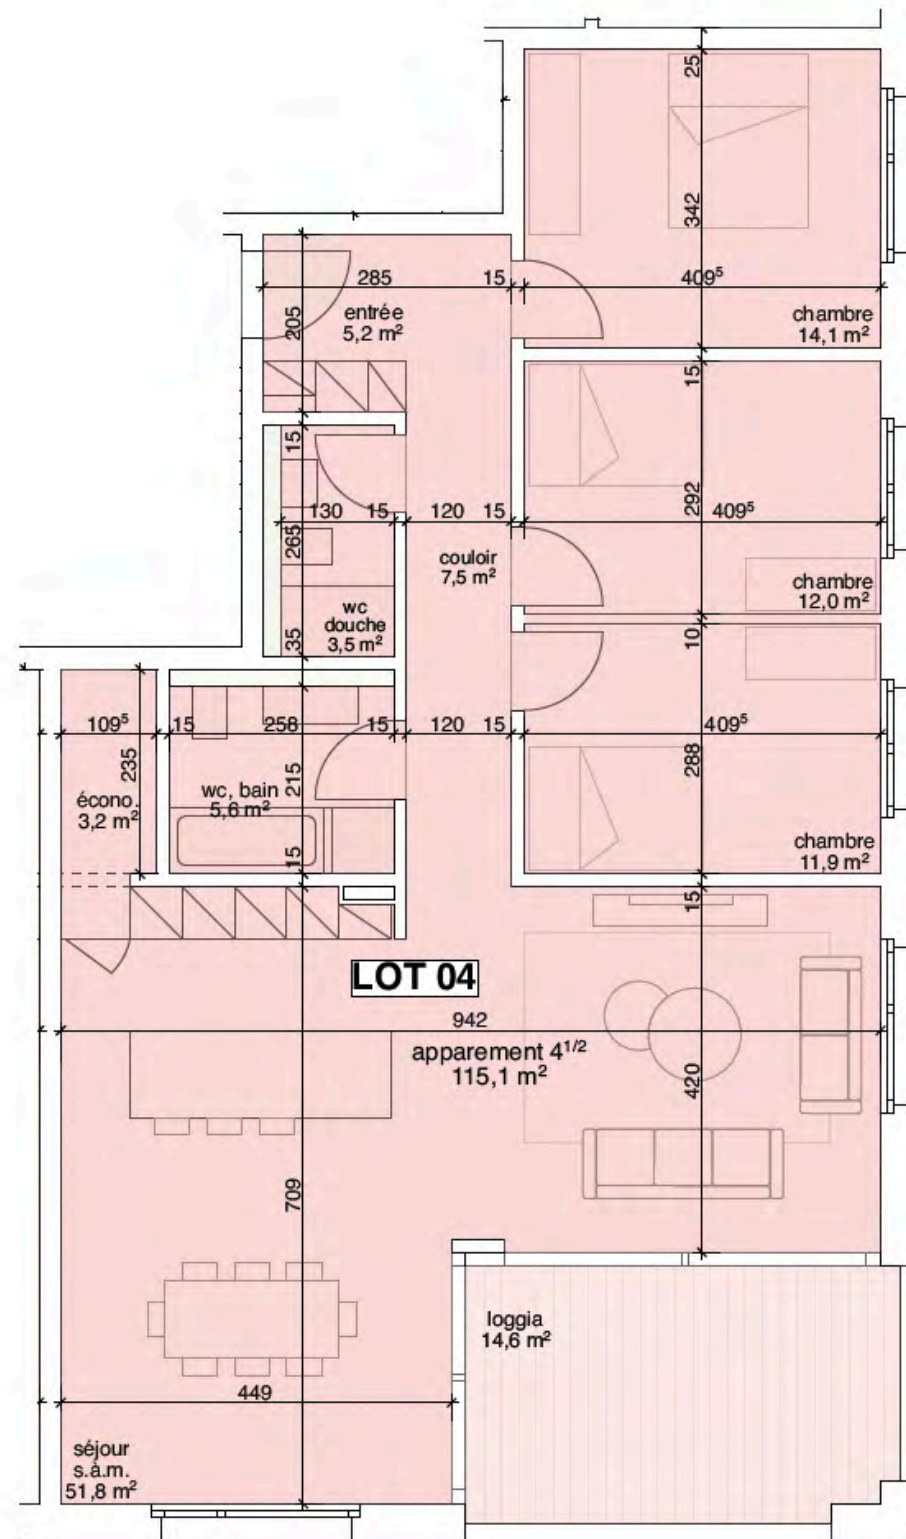 25
342
285
15
409⁵
205
entrée
5,2 m²
chambre
14,1 m²
15
15
292
130
15
120
15
409⁵
265
couloir
7,5 m²
chambre
12,0 m²
wc
douche
3,5 m²
35
10
109⁵
15
258
15
120
15
409⁵
235
215
288
écono.
3,2 m²
wc, bain
5,6 m²
chambre
11,9 m²
15
15
LOT 04
942
apparement 4¹/²
115,1 m²
420
709
loggia
14,6 m²
449
séjour
s.à.m.
51,8 m²